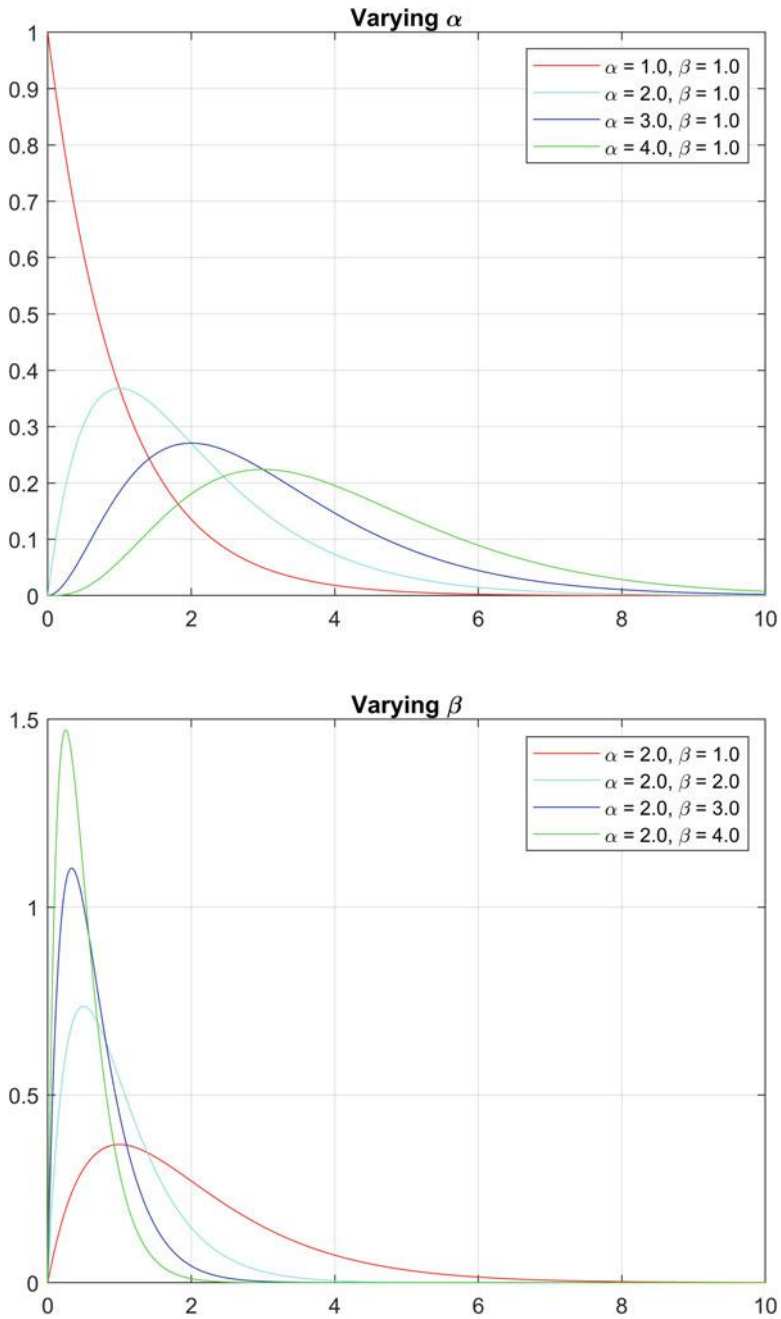 Varying α
1
0.9
0.8
0.7
0.6
0.5
0.4
0.3
0.2
0.1
0
α = 1.0, β = 1.0
α = 2.0, β = 1.0
α = 3.0, β = 1.0
α = 4.0, β = 1.0
0 2 4 6 8 10
Varying β
1.5
1
0.5
0
α = 2.0, β = 1.0
α = 2.0, β = 2.0
α = 2.0, β = 3.0
α = 2.0, β = 4.0
0 2 4 6 8 10